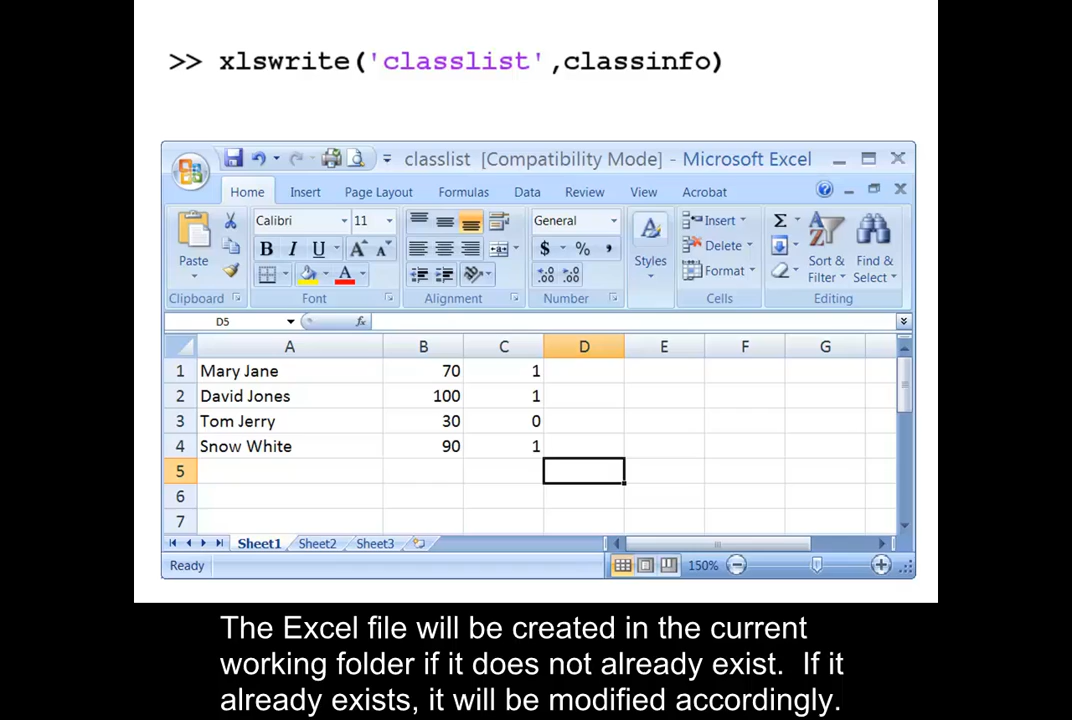 >> xlswrite('classlist',classinfo)
classlist [Compatibility Mode] - Microsoft Excel
Home Insert Page Layout Formulas Data Review View Acrobat
Calibri 11 General Σ Insert
B I U A A $ % , Delete
Paste A Styles Format Sort & Filter Find & Select
Clipboard Font Alignment Number Cells Editing
D5 fx
A B C D E F G
1 Mary Jane 70 1
2 David Jones 100 1
3 Tom Jerry 30 0
4 Snow White 90 1
5
6
7
Sheet1 Sheet2 Sheet3
Ready 150%
The Excel file will be created in the current
working folder if it does not already exist. If it
already exists, it will be modified accordingly.